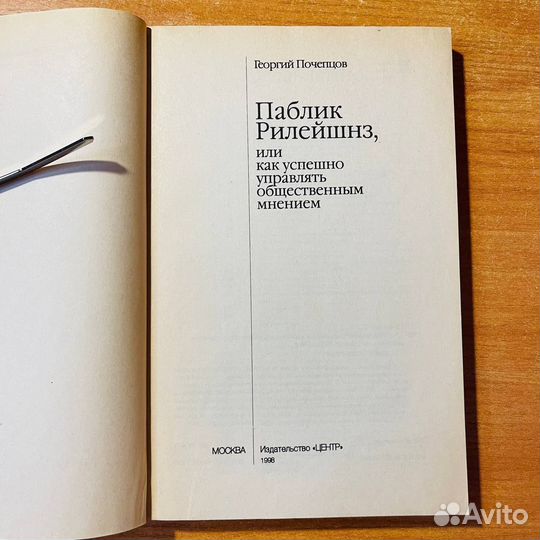 Георгий Почепцов
Паблик
Рилейшнз,
или
как успешно
управлять
общественным
мнением
МОСКВА Издательство «ЦЕНТР»
1998
Avito